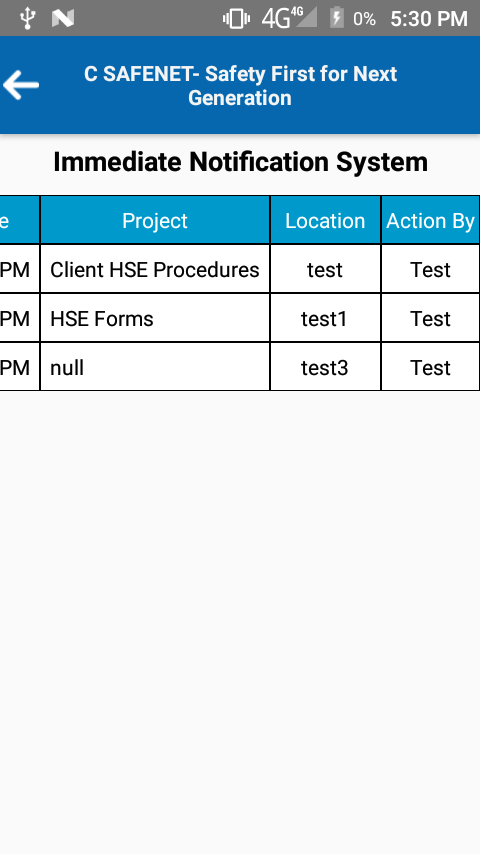 4G 4G 0% 5:30 PM
C SAFENET- Safety First for Next
Generation
Immediate Notification System
e Project Location Action By
PM Client HSE Procedures test Test
PM HSE Forms test1 Test
PM null test3 Test